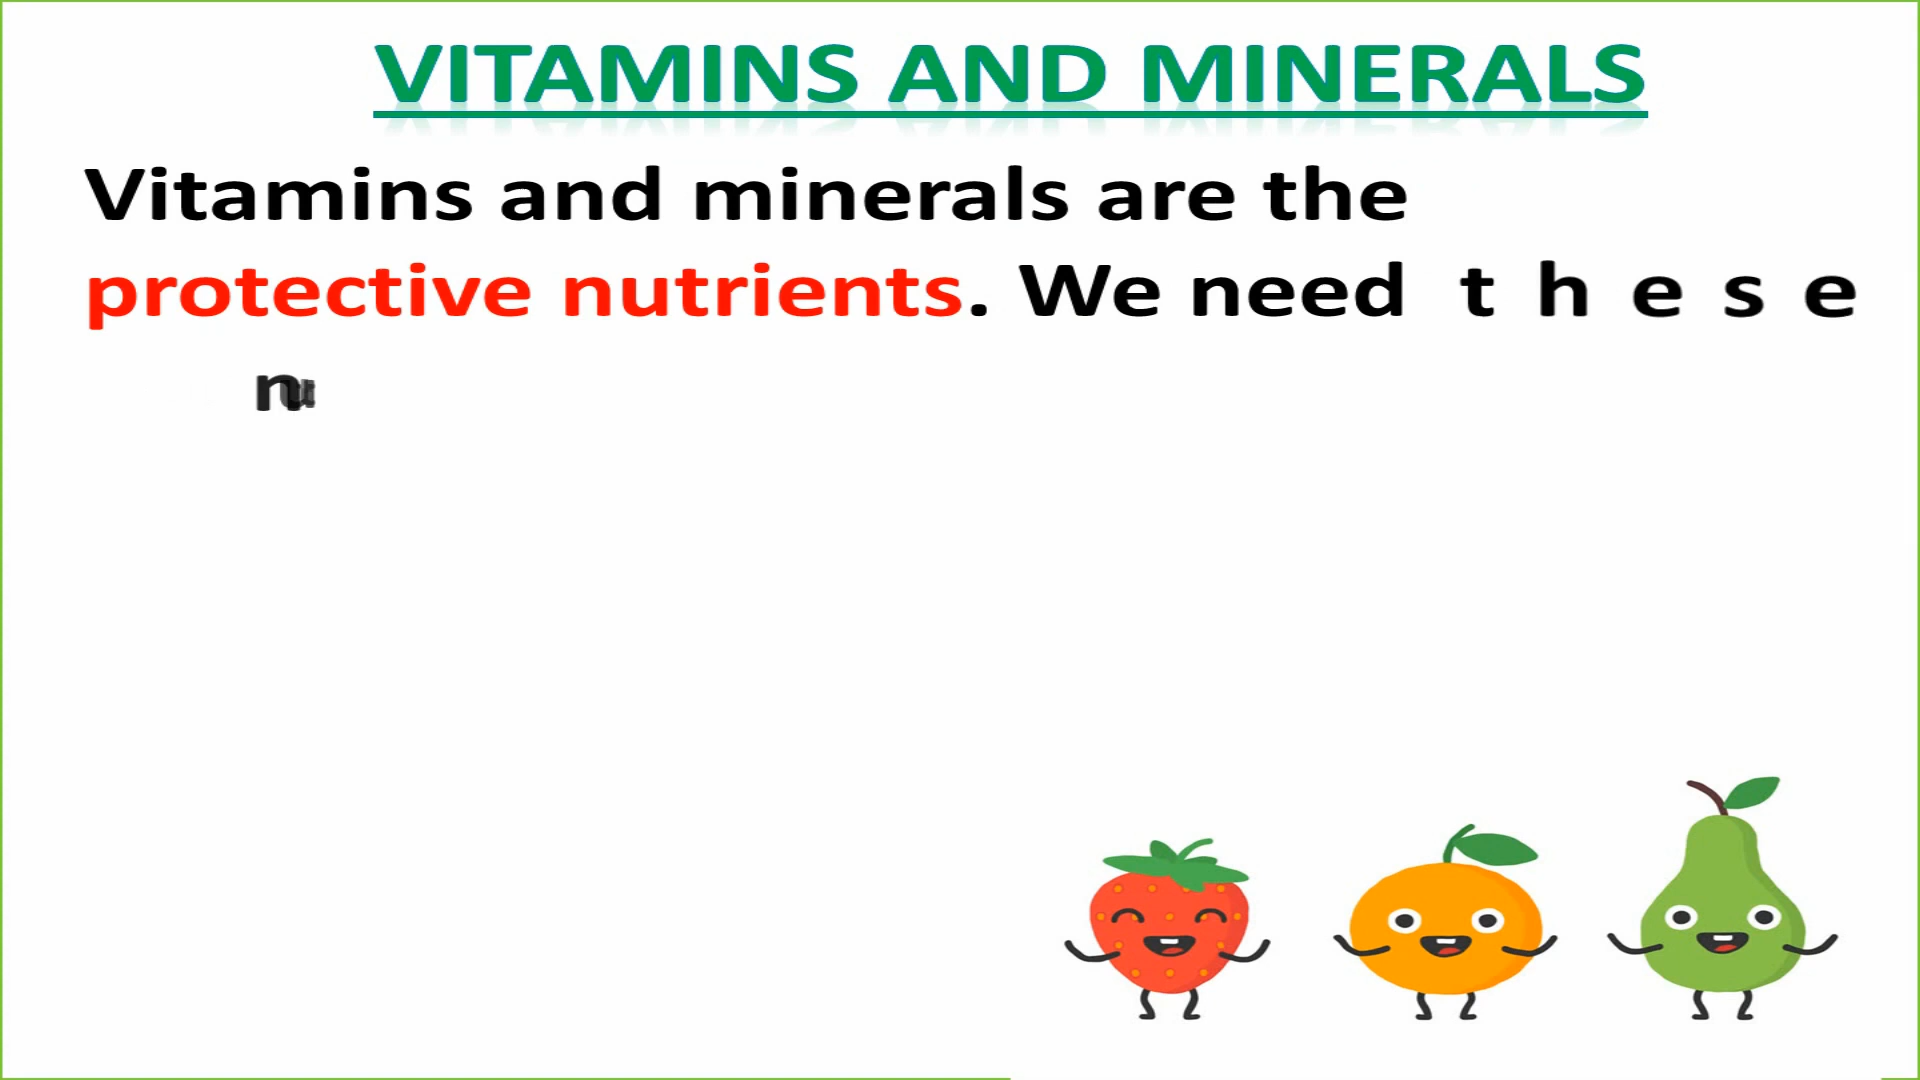 VITAMINS AND MINERALS
Vitamins and minerals are the
protective nutrients. We need these